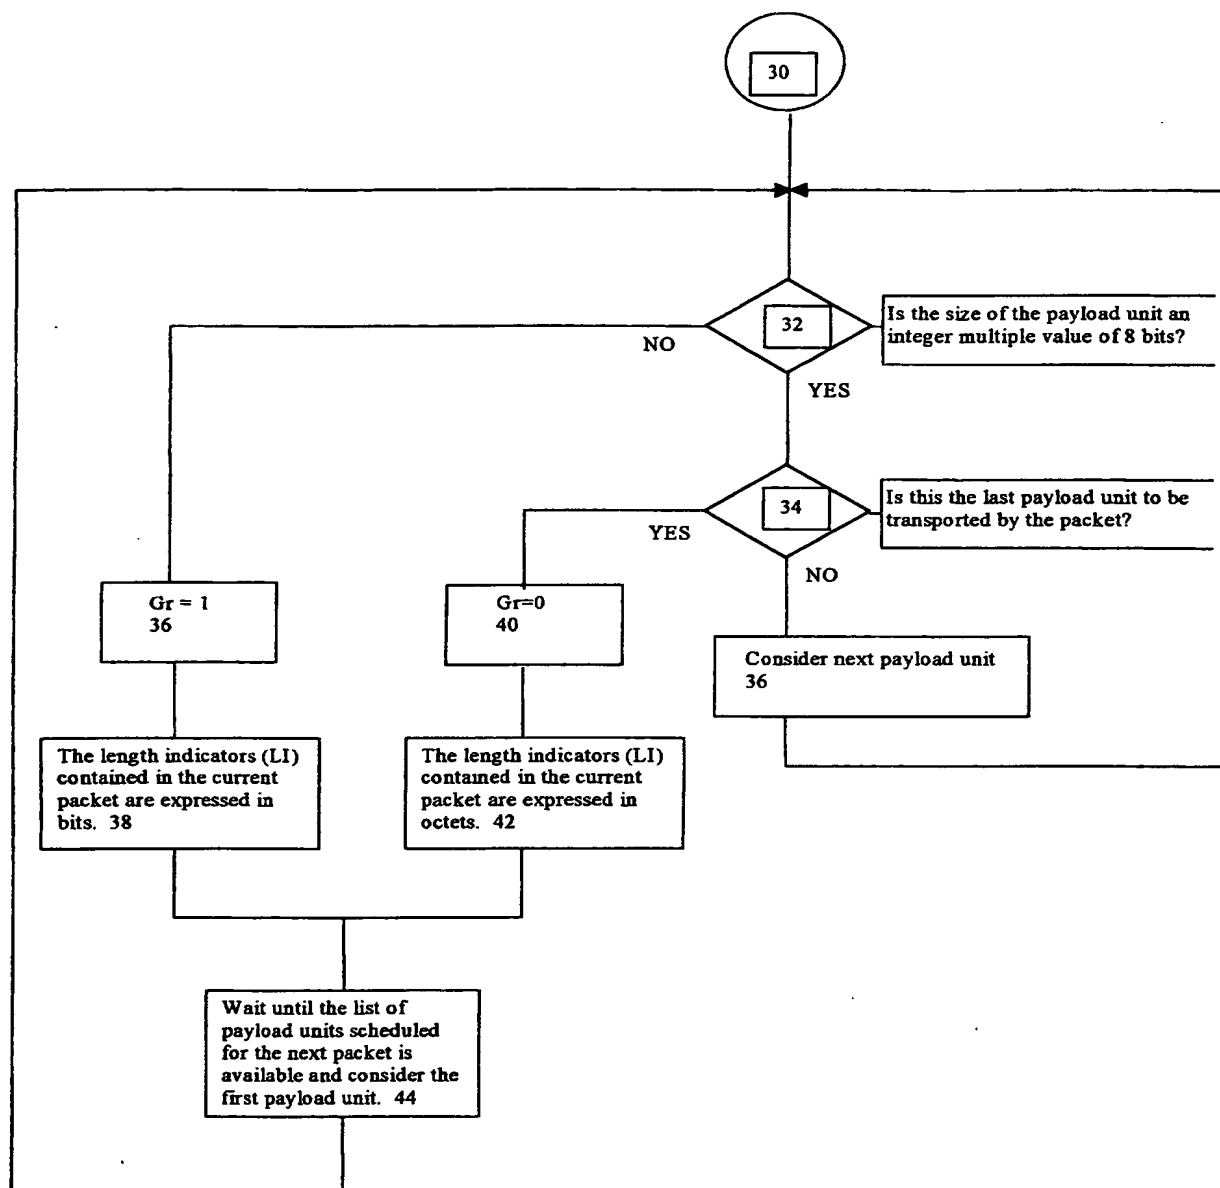 30
32
Is the size of the payload unit an
integer multiple value of 8 bits?
NO
YES
34
Is this the last payload unit to be
transported by the packet?
YES
NO
Gr = 1
36
Gr=0
40
Consider next payload unit
36
The length indicators (LI)
contained in the current
packet are expressed in
bits. 38
The length indicators (LI)
contained in the current
packet are expressed in
octets. 42
Wait until the list of
payload units scheduled
for the next packet is
available and consider the
first payload unit. 44